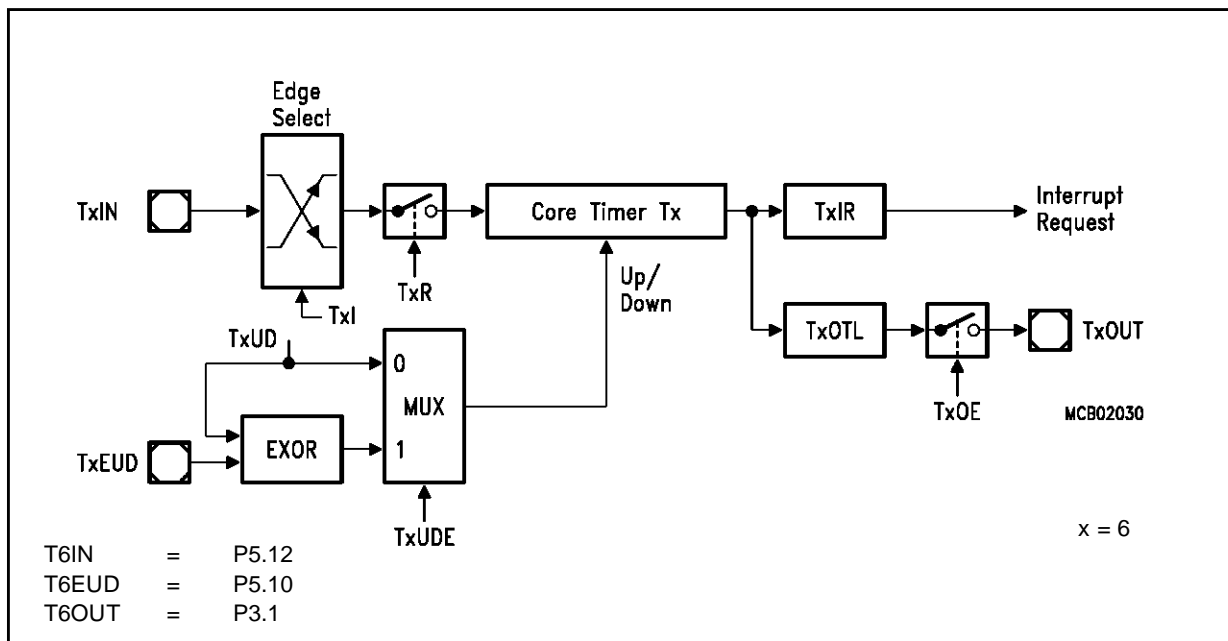 Edge
Select
TxIN
Core Timer Tx
TxIR
Interrupt
Request
TxI
TxR
Up/
Down
TxUD
TxOTL
TxOUT
0
MUX
1
TxOE
MCB02030
EXOR
TxEUD
TxUDE
x = 6
T6IN = P5.12
T6EUD = P5.10
T6OUT = P3.1